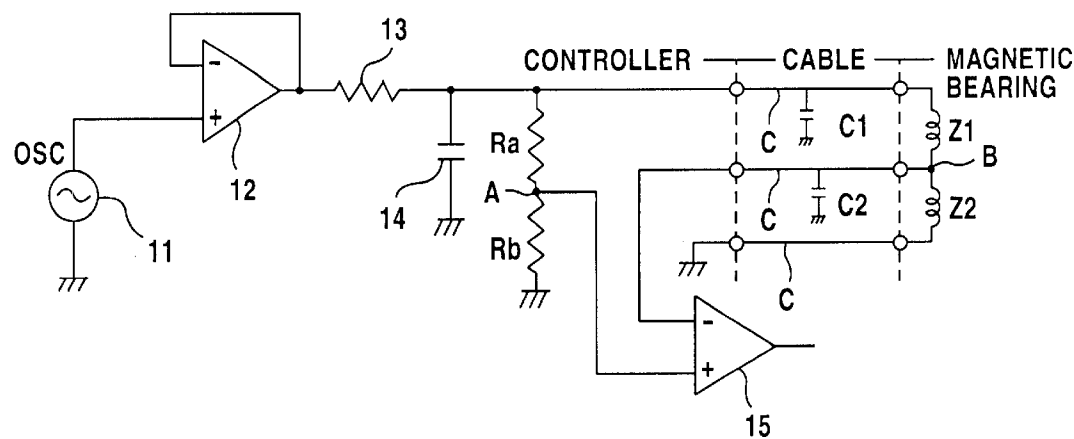 13
CONTROLLER
CABLE
MAGNETIC
BEARING
-
+
12
OSC
11
14
Ra
A
Rb
C
C1
C
C2
C
Z1
B
Z2
-
+
15